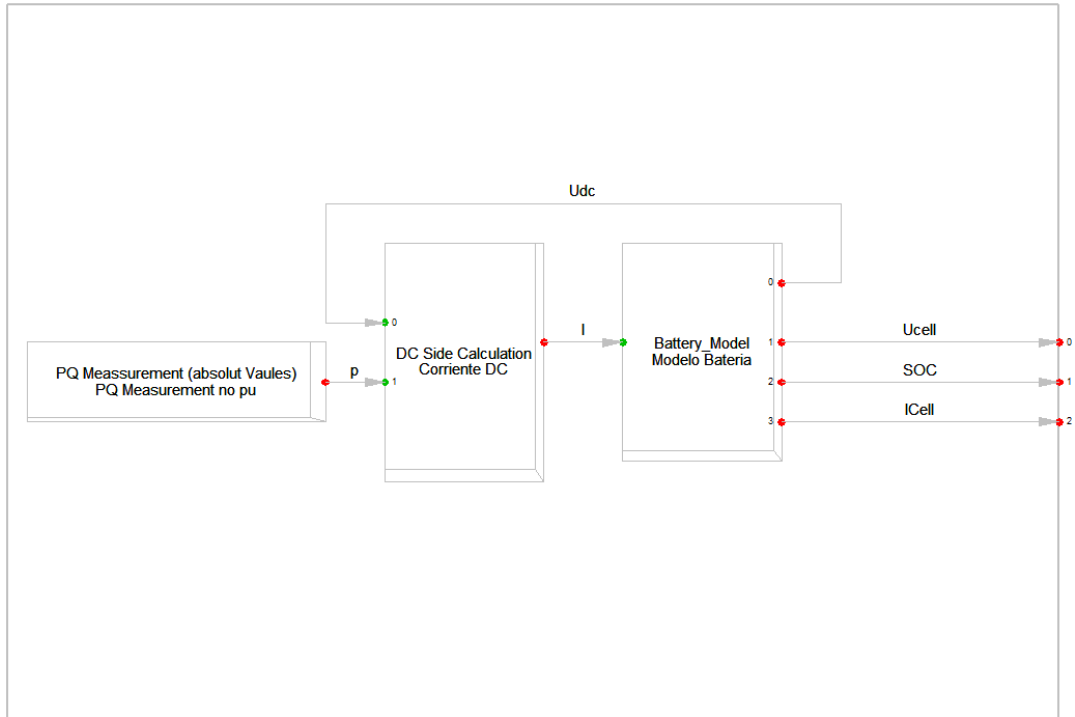 Udc
0
0
I
Ucell
0
DC Side Calculation
Corriente DC
Battery_Model
Modelo Bateria
1
PQ Meassurement (absolut Vaules)
PQ Measurement no pu
p
1
2
SOC
1
3
ICell
2